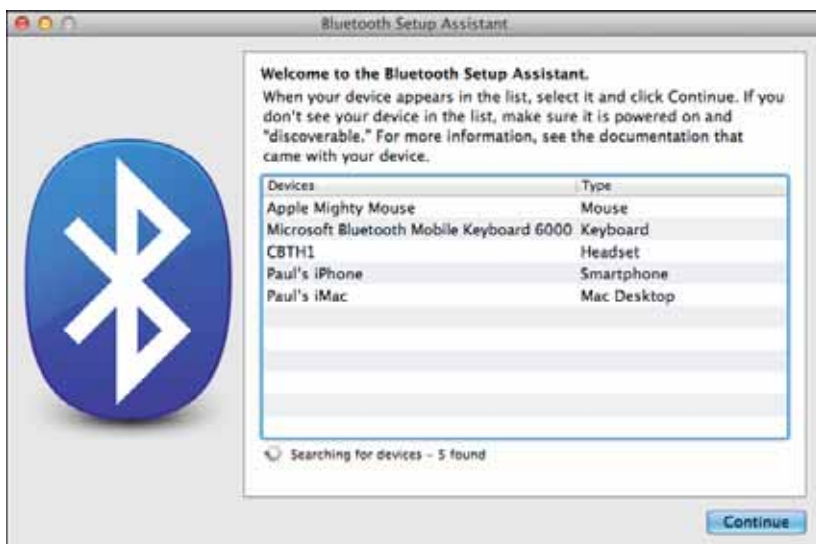 Bluetooth Setup Assistant
Welcome to the Bluetooth Setup Assistant.
When your device appears in the list, select it and click Continue. If you
don't see your device in the list, make sure it is powered on and
"discoverable." For more information, see the documentation that
came with your device.
Devices Type
Apple Mighty Mouse Mouse
Microsoft Bluetooth Mobile Keyboard 6000 Keyboard
CBTH1 Headset
Paul's iPhone Smartphone
Paul's iMac Mac Desktop
Searching for devices – 5 found
Continue